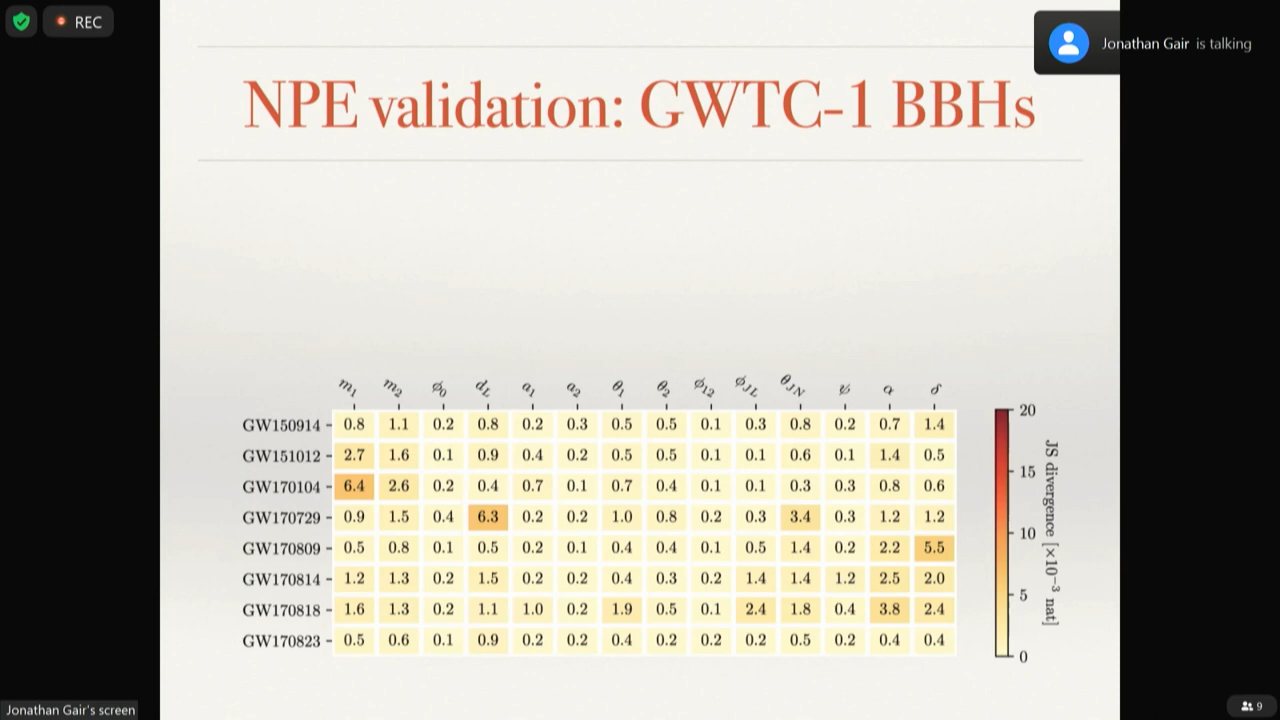 REC
Jonathan Gair is talking
NPE validation: GWTC-1 BBHs
m₁ m₂ ϕ₀ d_L a₁ a₂ θ₁ θ₂ ϕ₁₂ ϕ_JL θ_JN ψ α δ
GW150914 0.8 1.1 0.2 0.8 0.2 0.3 0.5 0.5 0.1 0.3 0.8 0.2 0.7 1.4
GW151012 2.7 1.6 0.1 0.9 0.4 0.2 0.5 0.5 0.1 0.1 0.6 0.1 1.4 0.5
GW170104 6.4 2.6 0.2 0.4 0.7 0.1 0.7 0.4 0.1 0.1 0.3 0.3 0.8 0.6
GW170729 0.9 1.5 0.4 6.3 0.2 0.2 1.0 0.8 0.2 0.3 3.4 0.3 1.2 1.2
GW170809 0.5 0.8 0.1 0.5 0.2 0.1 0.4 0.4 0.1 0.5 1.4 0.2 2.2 5.5
GW170814 1.2 1.3 0.2 1.5 0.2 0.2 0.4 0.3 0.2 1.4 1.4 1.2 2.5 2.0
GW170818 1.6 1.3 0.2 1.1 1.0 0.2 1.9 0.5 0.1 2.4 1.8 0.4 3.8 2.4
GW170823 0.5 0.6 0.1 0.9 0.2 0.2 0.4 0.2 0.2 0.2 0.5 0.2 0.4 0.4
20
15
10
5
0
JS divergence [×10⁻³ nat]
Jonathan Gair's screen
9